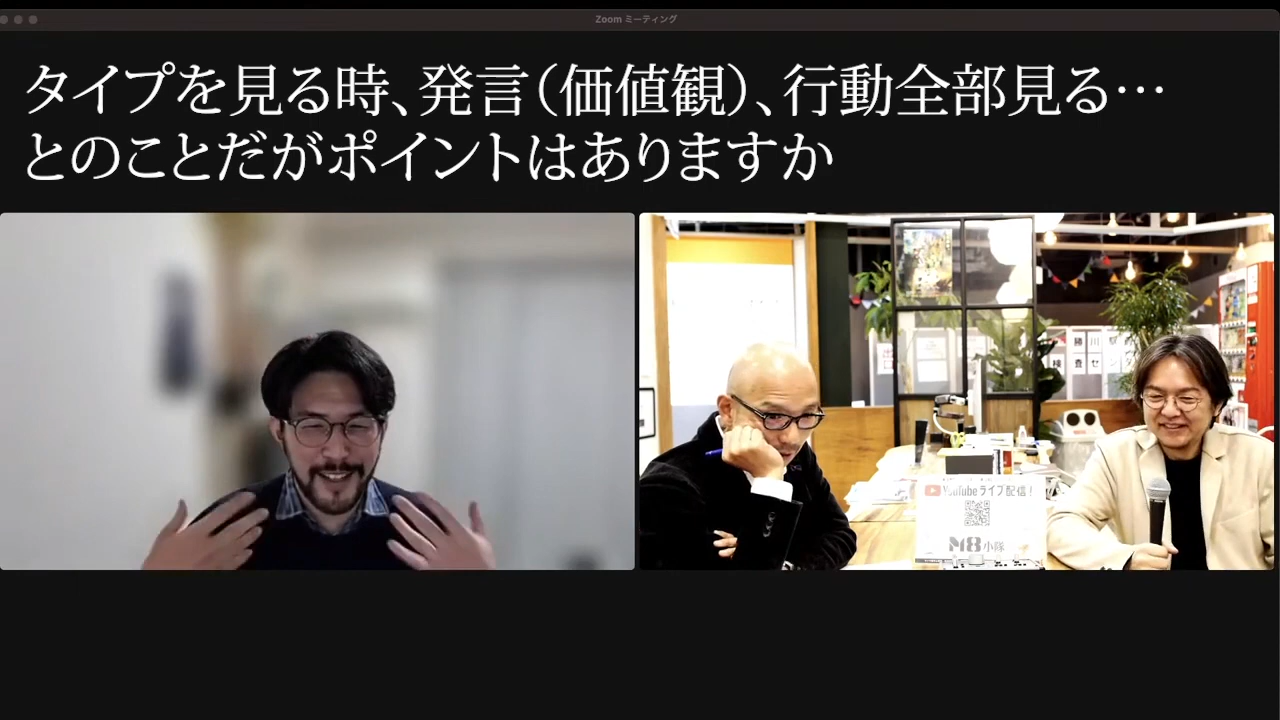 Zoom ミーティング
タイプを見る時、発言(価値観)、行動全部見る…
とのことだがポイントはありますか
YouTubeライブ配信!
M8小隊